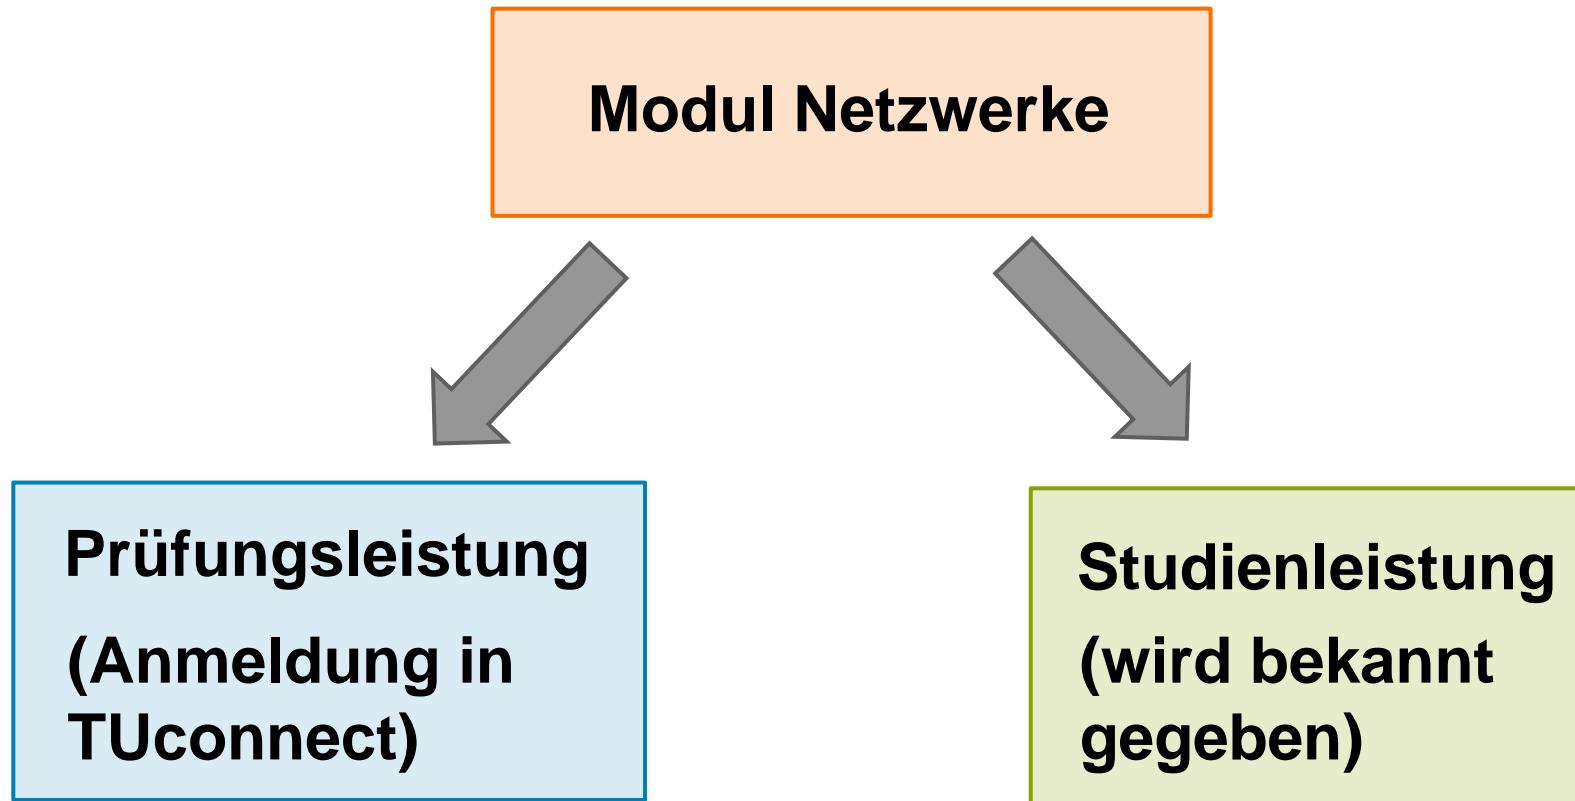 Modul Netzwerke
Prüfungsleistung
(Anmeldung in
TUconnect)
Studienleistung
(wird bekannt
gegeben)